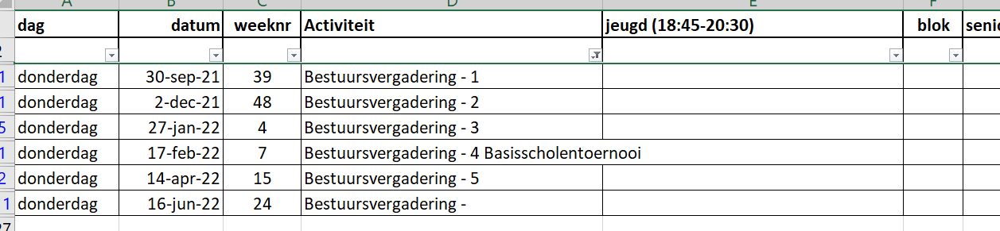 A B C D E F
dag datum weeknr Activiteit jeugd (18:45-20:30) blok
donderdag 30-sep-21 39 Bestuursvergadering - 1
donderdag 2-dec-21 48 Bestuursvergadering - 2
donderdag 27-jan-22 4 Bestuursvergadering - 3
donderdag 17-feb-22 7 Bestuursvergadering - 4 Basisscholentoernooi
donderdag 14-apr-22 15 Bestuursvergadering - 5
donderdag 16-jun-22 24 Bestuursvergadering -